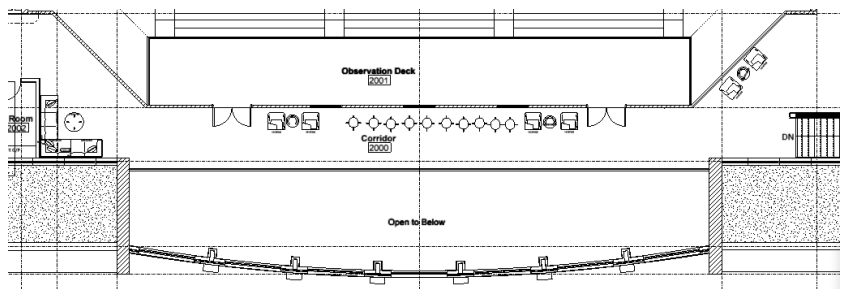 Observation Deck
2001
Room
2002
Corridor
2000
DN
Open to Below